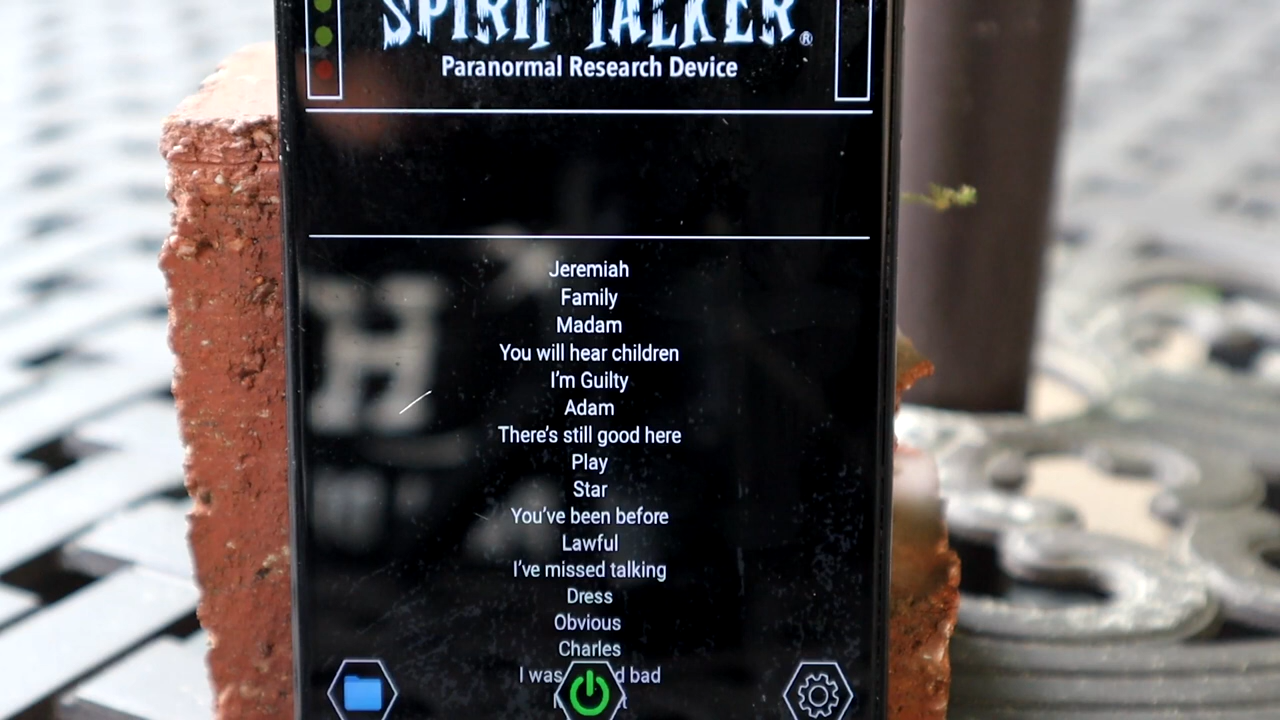 SPIRIT TALKER®
Paranormal Research Device
Jeremiah
Family
Madam
You will hear children
I'm Guilty
Adam
There's still good here
Play
Star
You've been before
Lawful
I've missed talking
Dress
Obvious
Charles
I was d bad
H